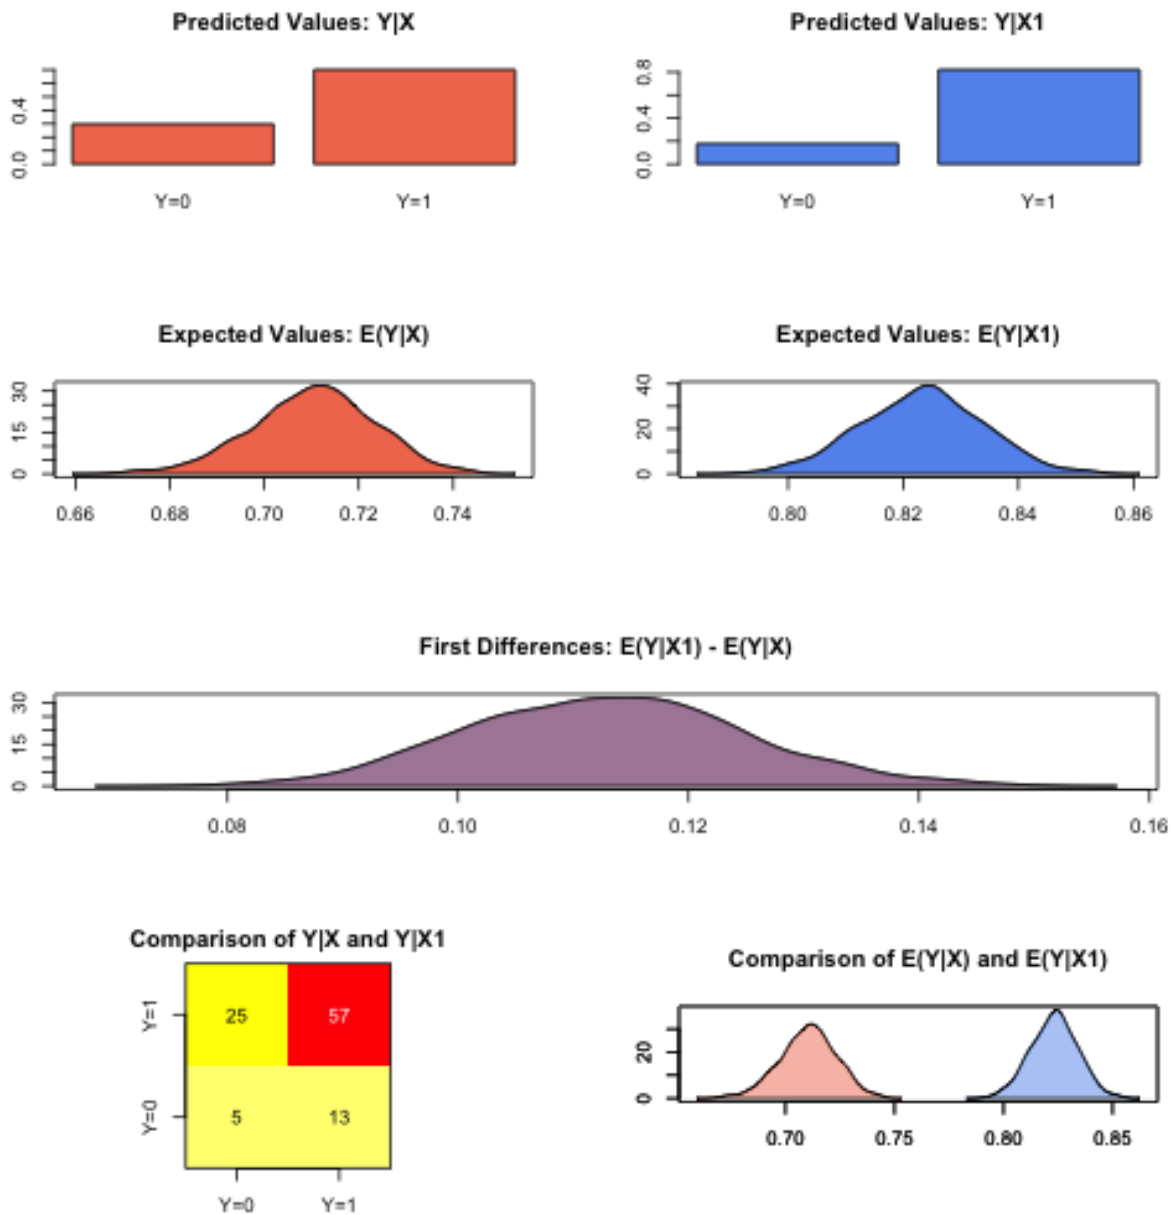 Predicted Values: Y|X
0.0 0.4
Y=0 Y=1
Predicted Values: Y|X1
0.0 0.4 0.8
Y=0 Y=1
Expected Values: E(Y|X)
0 15 30
0.66 0.68 0.70 0.72 0.74
Expected Values: E(Y|X1)
0 20 40
0.80 0.82 0.84 0.86
First Differences: E(Y|X1) - E(Y|X)
0 15 30
0.08 0.10 0.12 0.14 0.16
Comparison of Y|X and Y|X1
Y=1
25 57
Y=0
5 13
Y=0 Y=1
Comparison of E(Y|X) and E(Y|X1)
0 20
0.70 0.75 0.80 0.85